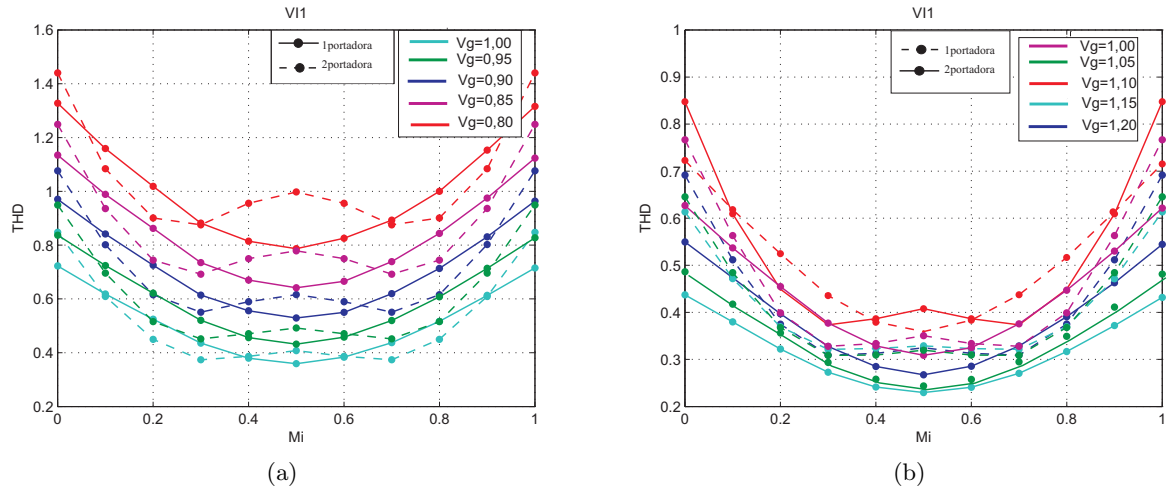 VI1
1.6
1.4
1.2
1
0.8
0.6
0.4
0.2
THD
0
0.2
0.4
0.6
0.8
1
Mi
1portadora
2portadora
Vg=1,00
Vg=0,95
Vg=0,90
Vg=0,85
Vg=0,80
(a)
VI1
1
0.9
0.8
0.7
0.6
0.5
0.4
0.3
0.2
THD
0
0.2
0.4
0.6
0.8
1
Mi
1portadora
2portadora
Vg=1,00
Vg=1,05
Vg=1,10
Vg=1,15
Vg=1,20
(b)